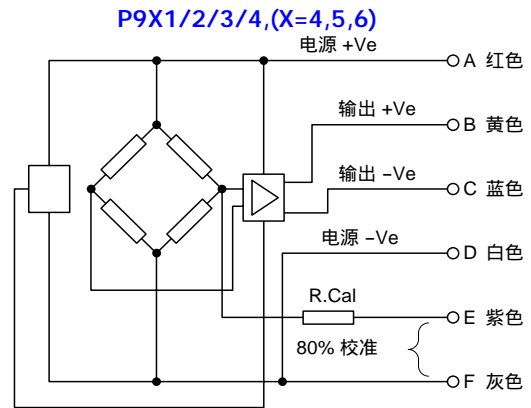 P9X1/2/3/4,(X=4,5,6)
电源 +Ve
A 红色
输出 +Ve
B 黄色
输出 –Ve
C 蓝色
电源 –Ve
D 白色
R.Cal
E 紫色
80% 校准
F 灰色